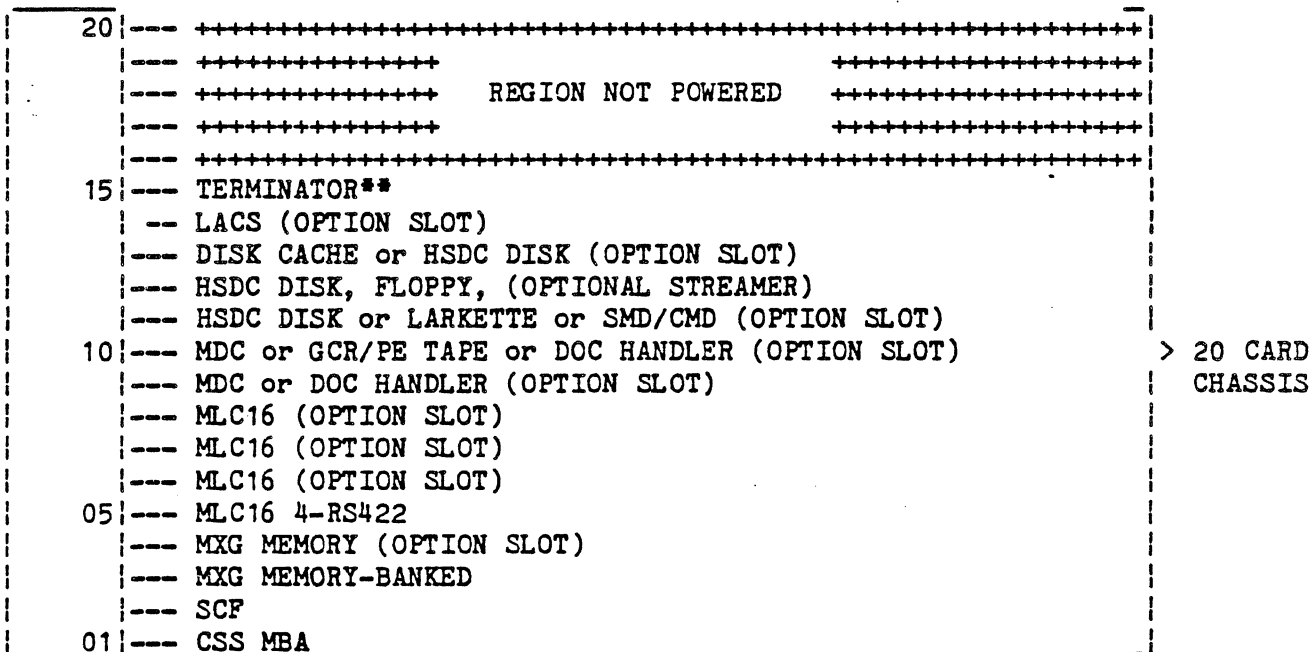 20|--- ++++++++++++++++++++++++++++++++++++++++++++++++++++++++++|
|--- +++++++++++++++ +++++++++++++++++++|
|--- +++++++++++++++ REGION NOT POWERED +++++++++++++++++++|
|--- +++++++++++++++ +++++++++++++++++++|
|--- ++++++++++++++++++++++++++++++++++++++++++++++++++++++++++|
15|--- TERMINATOR**
| -- LACS (OPTION SLOT)
|--- DISK CACHE or HSDC DISK (OPTION SLOT)
|--- HSDC DISK, FLOPPY, (OPTIONAL STREAMER)
|--- HSDC DISK or LARKETTE or SMD/CMD (OPTION SLOT)
10|--- MDC or GCR/PE TAPE or DOC HANDLER (OPTION SLOT) > 20 CARD
|--- MDC or DOC HANDLER (OPTION SLOT) CHASSIS
|--- MLC16 (OPTION SLOT)
|--- MLC16 (OPTION SLOT)
|--- MLC16 (OPTION SLOT)
05|--- MLC16 4-RS422
|--- MXG MEMORY (OPTION SLOT)
|--- MXG MEMORY-BANKED
|--- SCF
01|--- CSS MBA